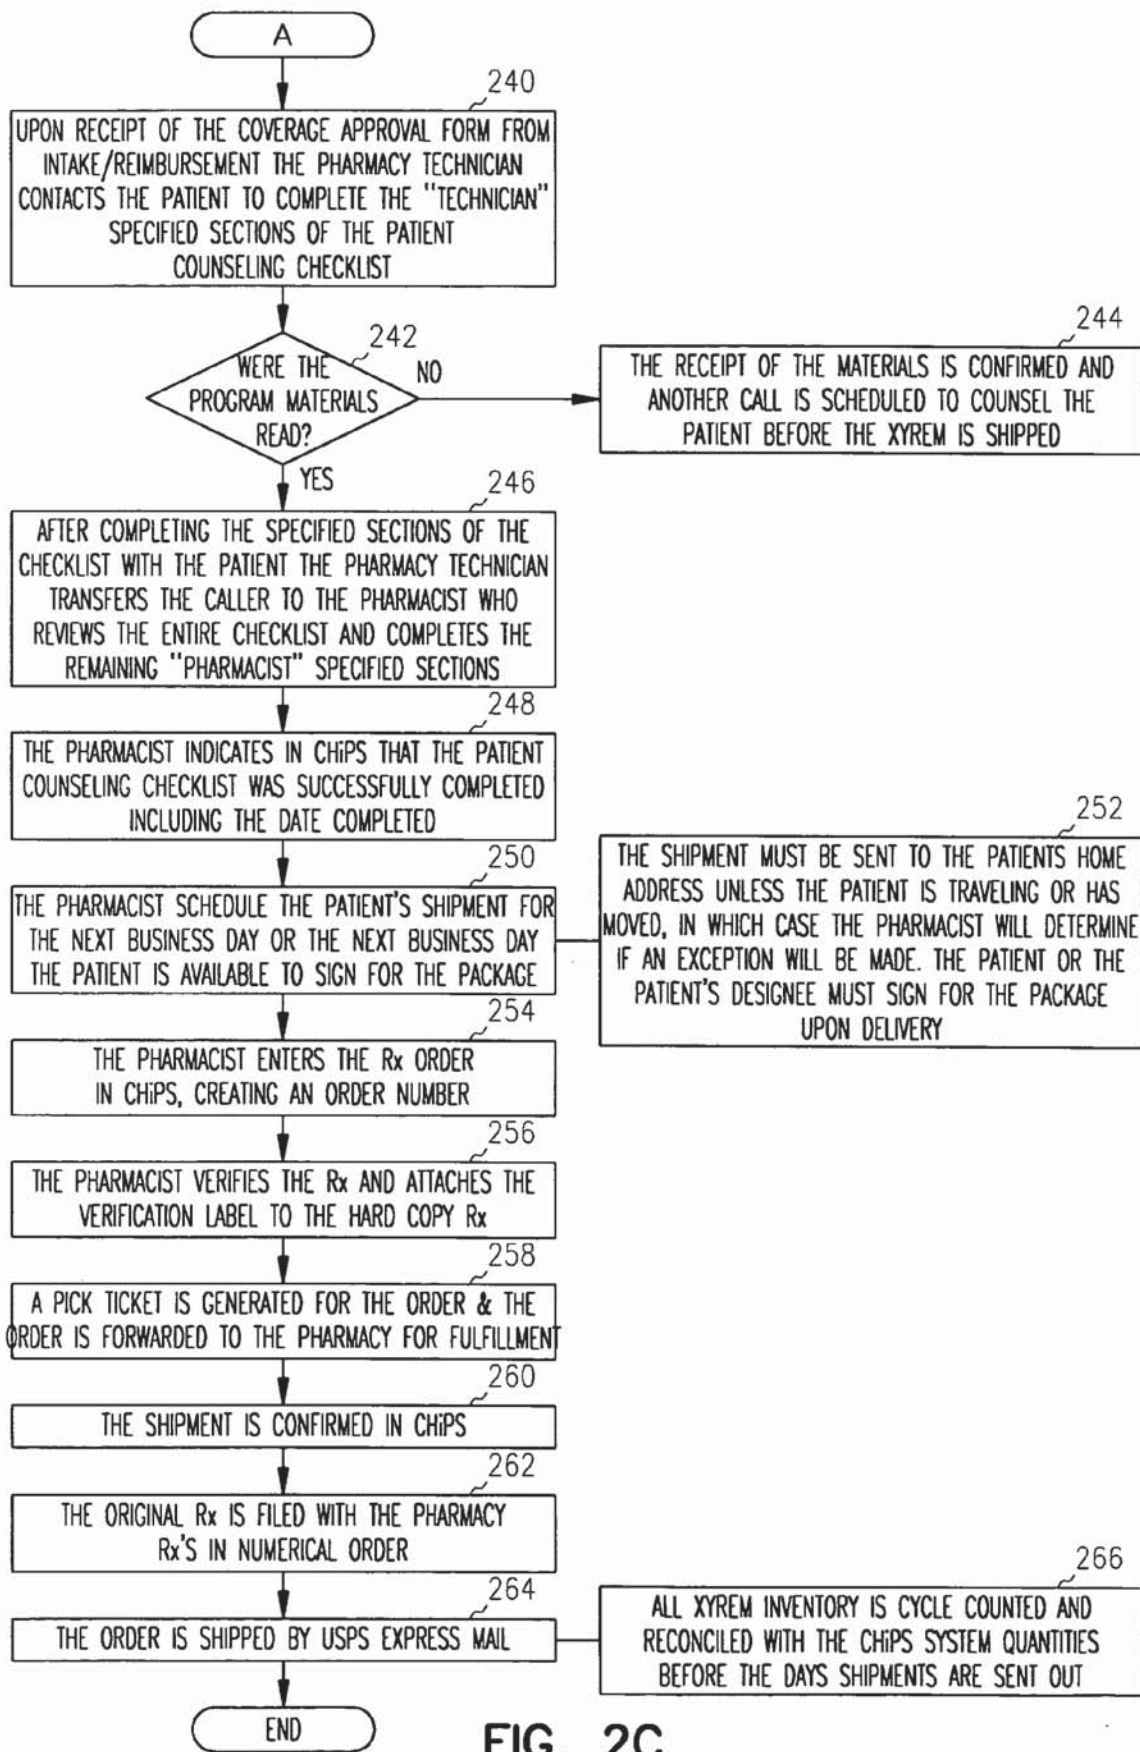 A
240
UPON RECEIPT OF THE COVERAGE APPROVAL FORM FROM
INTAKE/REIMBURSEMENT THE PHARMACY TECHNICIAN
CONTACTS THE PATIENT TO COMPLETE THE "TECHNICIAN"
SPECIFIED SECTIONS OF THE PATIENT
COUNSELING CHECKLIST
242
WERE THE
PROGRAM MATERIALS
READ?
NO
244
THE RECEIPT OF THE MATERIALS IS CONFIRMED AND
ANOTHER CALL IS SCHEDULED TO COUNSEL THE
PATIENT BEFORE THE XYREM IS SHIPPED
YES
246
AFTER COMPLETING THE SPECIFIED SECTIONS OF THE
CHECKLIST WITH THE PATIENT THE PHARMACY TECHNICIAN
TRANSFERS THE CALLER TO THE PHARMACIST WHO
REVIEWS THE ENTIRE CHECKLIST AND COMPLETES THE
REMAINING "PHARMACIST" SPECIFIED SECTIONS
248
THE PHARMACIST INDICATES IN CHiPS THAT THE PATIENT
COUNSELING CHECKLIST WAS SUCCESSFULLY COMPLETED
INCLUDING THE DATE COMPLETED
250
THE PHARMACIST SCHEDULE THE PATIENT'S SHIPMENT FOR
THE NEXT BUSINESS DAY OR THE NEXT BUSINESS DAY
THE PATIENT IS AVAILABLE TO SIGN FOR THE PACKAGE
252
THE SHIPMENT MUST BE SENT TO THE PATIENTS HOME
ADDRESS UNLESS THE PATIENT IS TRAVELING OR HAS
MOVED, IN WHICH CASE THE PHARMACIST WILL DETERMINE
IF AN EXCEPTION WILL BE MADE. THE PATIENT OR THE
PATIENT'S DESIGNEE MUST SIGN FOR THE PACKAGE
UPON DELIVERY
254
THE PHARMACIST ENTERS THE Rx ORDER
IN CHiPS, CREATING AN ORDER NUMBER
256
THE PHARMACIST VERIFIES THE Rx AND ATTACHES THE
VERIFICATION LABEL TO THE HARD COPY Rx
258
A PICK TICKET IS GENERATED FOR THE ORDER & THE
ORDER IS FORWARDED TO THE PHARMACY FOR FULFILLMENT
260
THE SHIPMENT IS CONFIRMED IN CHiPS
262
THE ORIGINAL Rx IS FILED WITH THE PHARMACY
Rx'S IN NUMERICAL ORDER
264
THE ORDER IS SHIPPED BY USPS EXPRESS MAIL
266
ALL XYREM INVENTORY IS CYCLE COUNTED AND
RECONCILED WITH THE CHiPS SYSTEM QUANTITIES
BEFORE THE DAYS SHIPMENTS ARE SENT OUT
END
FIG. 2C